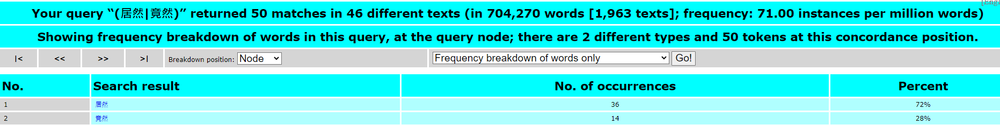 [Engl
Your query “(居然|竟然)” returned 50 matches in 46 different texts (in 704,270 words [1,963 texts]; frequency: 71.00 instances per million words)
Showing frequency breakdown of words in this query, at the query node; there are 2 different types and 50 tokens at this concordance position.
|< << >> >| Breakdown position: Node Frequency breakdown of words only Go!
No. Search result No. of occurrences Percent
1 居然 36 72%
2 竟然 14 28%